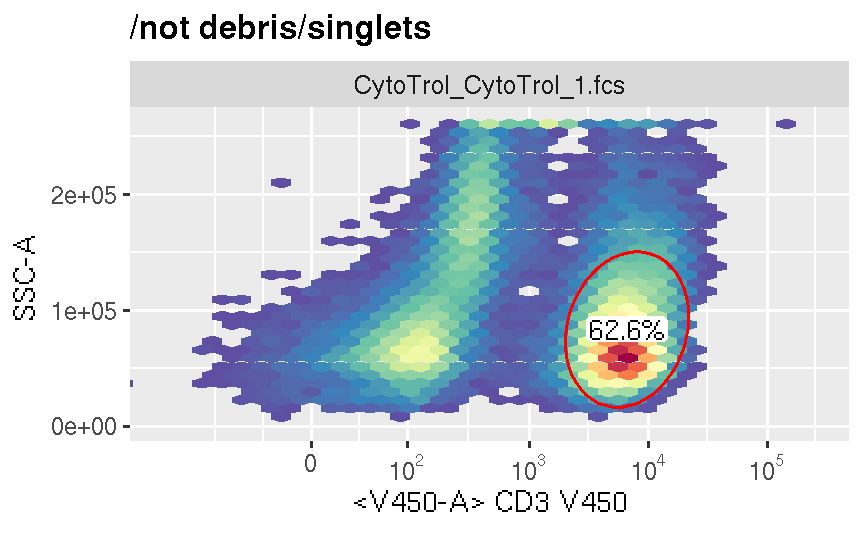 /not debris/singlets
CytoTrol_CytoTrol_1.fcs
2e+05
1e+05
0e+00
SSC-A
62.6%
0 10² 10³ 10⁴ 10⁵
<V450-A> CD3 V450